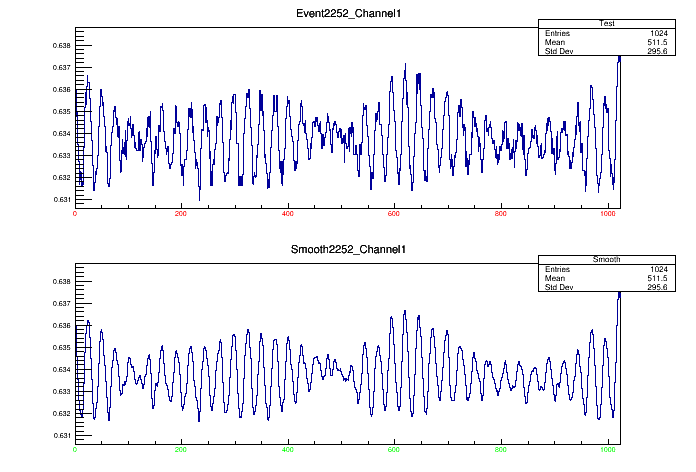 Event2252_Channel1
Test
Entries 1024
Mean 511.5
Std Dev 295.6
0.638
0.637
0.636
0.635
0.634
0.633
0.632
0.631
0 200 400 600 800 1000
Smooth2252_Channel1
Smooth
Entries 1024
Mean 511.5
Std Dev 295.6
0.638
0.637
0.636
0.635
0.634
0.633
0.632
0.631
0 200 400 600 800 1000